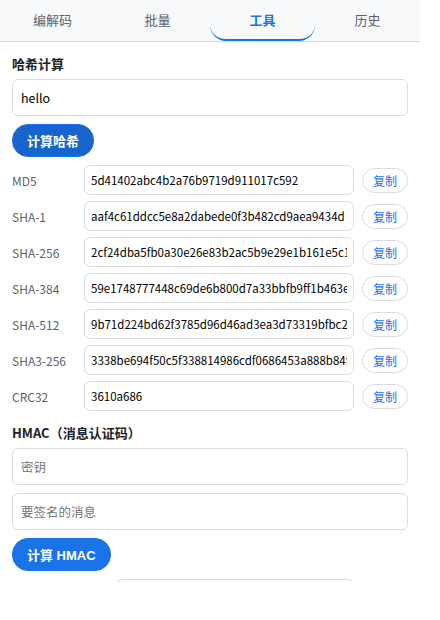 编解码 批量 工具 历史
哈希计算
hello
计算哈希
MD5 5d41402abc4b2a76b9719d911017c592 复制
SHA-1 aaf4c61ddcc5e8a2dabede0f3b482cd9aea9434d 复制
SHA-256 2cf24dba5fb0a30e26e83b2ac5b9e29e1b161e5c1 复制
SHA-384 59e1748777448c69de6b800d7a33bbfb9ff1b463e 复制
SHA-512 9b71d224bd62f3785d96d46ad3ea3d73319bfbc2 复制
SHA3-256 3338be694f50c5f338814986cdf0686453a888b84f 复制
CRC32 3610a686 复制
HMAC（消息认证码）
密钥
要签名的消息
计算 HMAC